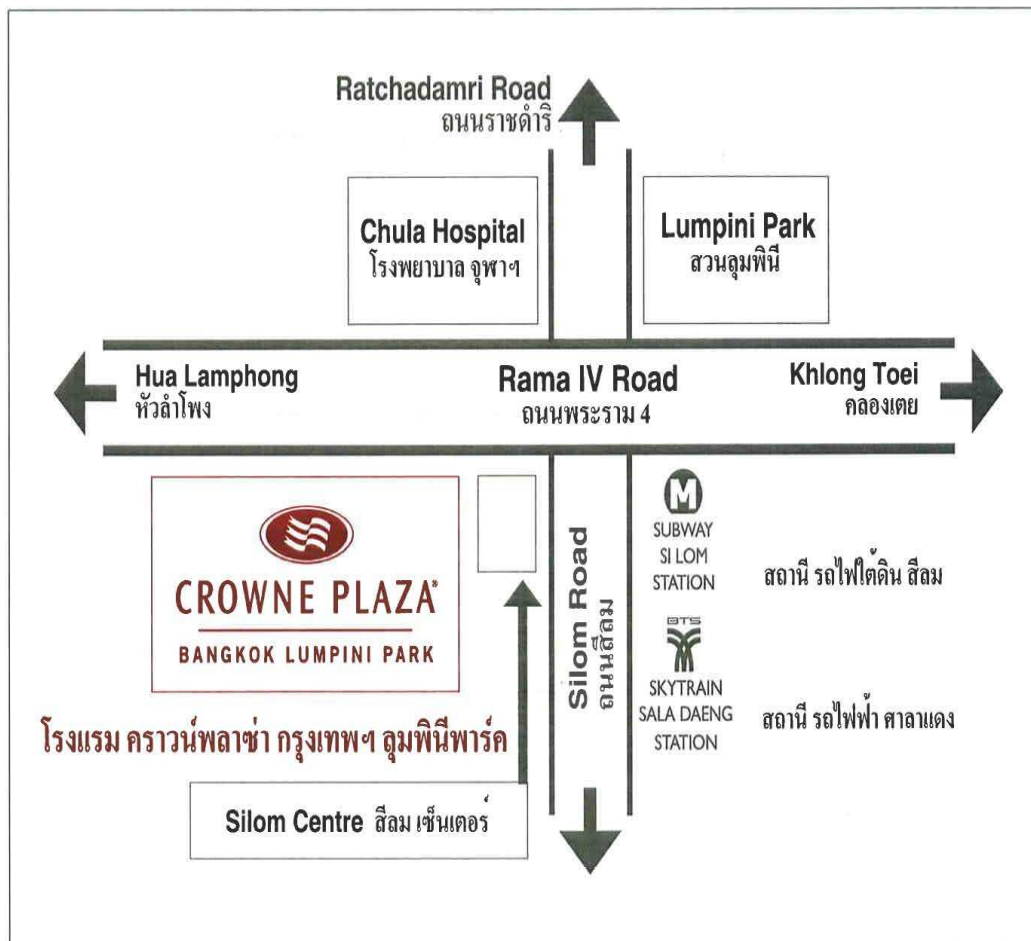 Ratchadamri Road
ถนนราชดำริ
Chula Hospital
โรงพยาบาล จุฬาฯ
Lumpini Park
สวนลุมพินี
Hua Lamphong
หัวลำโพง
Rama IV Road
ถนนพระราม 4
Khlong Toei
คลองเตย
CROWNE PLAZA®
BANGKOK LUMPINI PARK
โรงแรม คราวน์พลาซ่า กรุงเทพฯ ลุมพินีพาร์ค
Silom Centre สีลม เซ็นเตอร์
Silom Road
ถนนสีลม
M
SUBWAY
SI LOM
STATION
สถานี รถไฟใต้ดิน สีลม
BTS
SKYTRAIN
SALA DAENG
STATION
สถานี รถไฟฟ้า ศาลาแดง